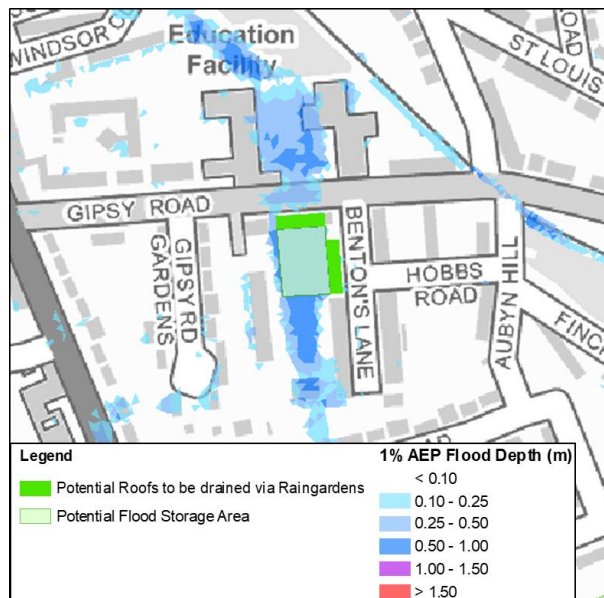 WINDSOR
Education
Facility
ROAD
ST LOUIS
GIPSY ROAD
GIPSY RD
GARDENS
BENTON'S LANE
HOBBS
ROAD
AUBYN HILL
FINC
Legend
Potential Roofs to be drained via Raingardens
Potential Flood Storage Area
1% AEP Flood Depth (m)
< 0.10
0.10 - 0.25
0.25 - 0.50
0.50 - 1.00
1.00 - 1.50
> 1.50